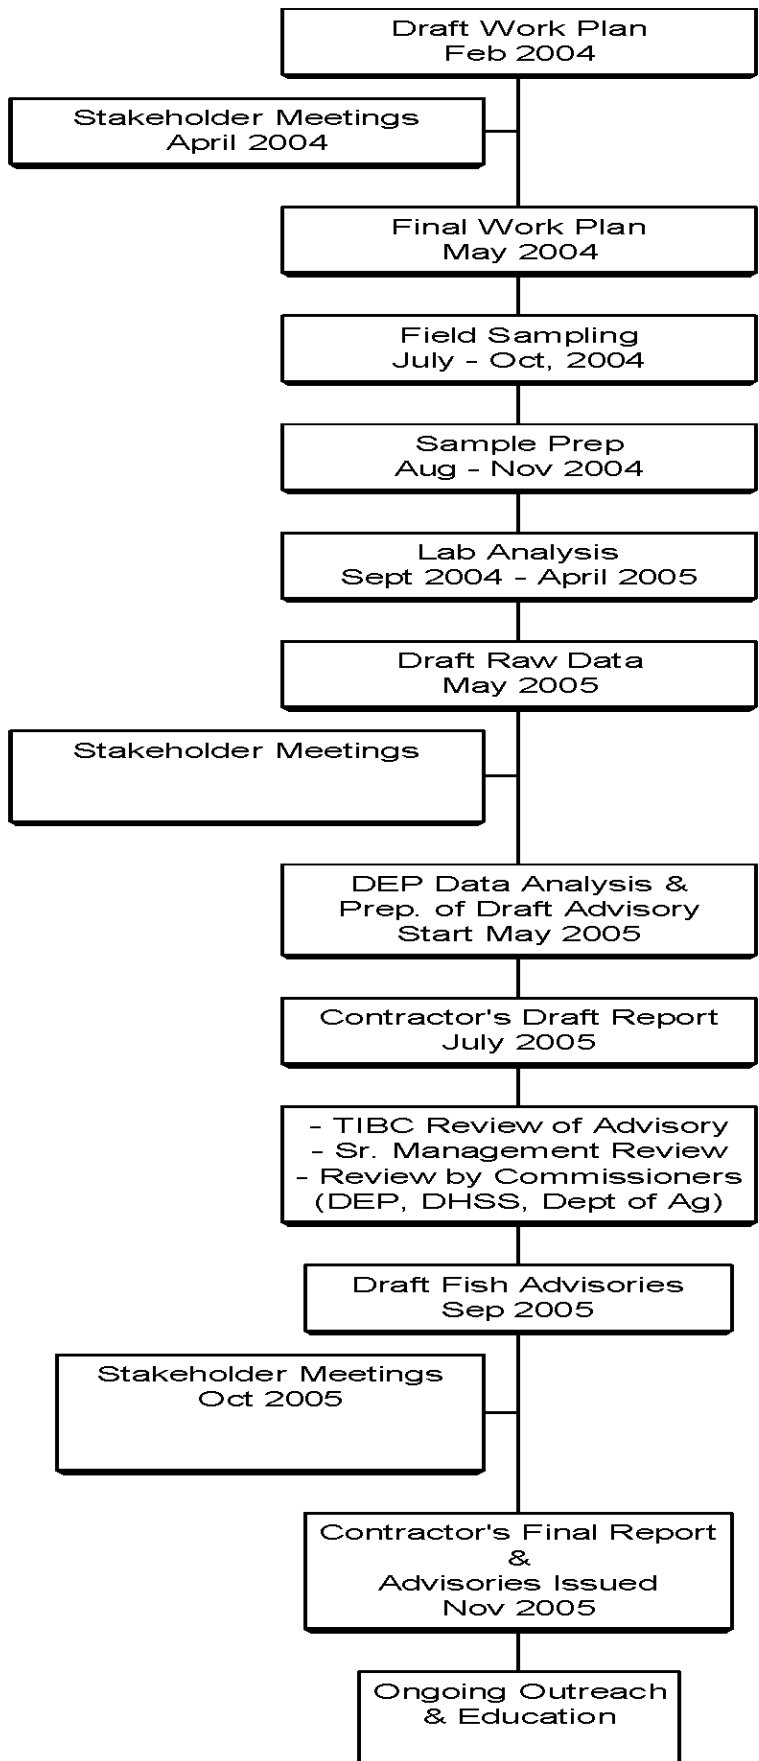 Draft Work Plan
Feb 2004
Stakeholder Meetings
April 2004
Final Work Plan
May 2004
Field Sampling
July - Oct, 2004
Sample Prep
Aug - Nov 2004
Lab Analysis
Sept 2004 - April 2005
Draft Raw Data
May 2005
Stakeholder Meetings
DEP Data Analysis &
Prep. of Draft Advisory
Start May 2005
Contractor's Draft Report
July 2005
- TIBC Review of Advisory
- Sr. Management Review
- Review by Commissioners
(DEP, DHSS, Dept of Ag)
Draft Fish Advisories
Sep 2005
Stakeholder Meetings
Oct 2005
Contractor's Final Report
&
Advisories Issued
Nov 2005
Ongoing Outreach
& Education